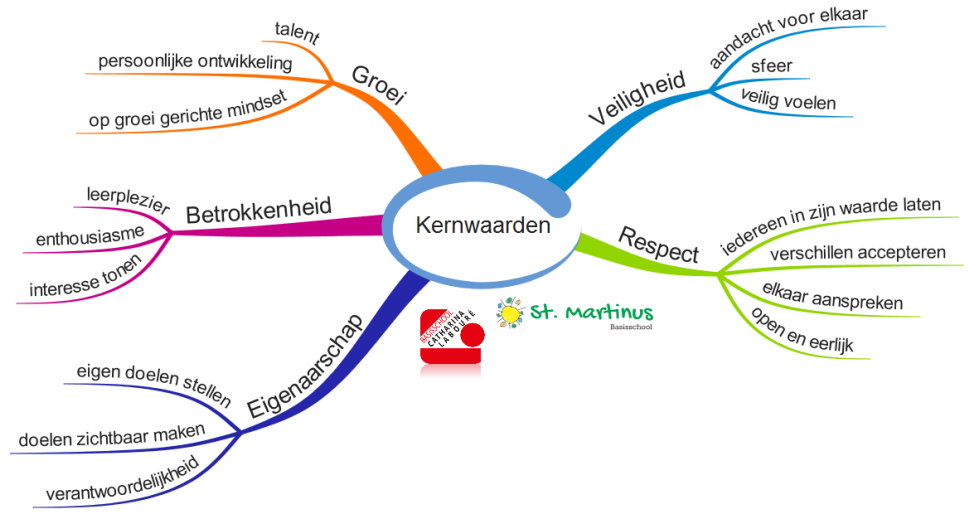 Kernwaarden
Groei
talent
persoonlijke ontwikkeling
op groei gerichte mindset
Veiligheid
aandacht voor elkaar
sfeer
veilig voelen
Betrokkenheid
leerplezier
enthousiasme
interesse tonen
Respect
iedereen in zijn waarde laten
verschillen accepteren
elkaar aanspreken
open en eerlijk
Eigenaarschap
eigen doelen stellen
doelen zichtbaar maken
verantwoordelijkheid
BASISSCHOOL
CATHARINA
LABOURÉ
St. Martinus
Basisschool